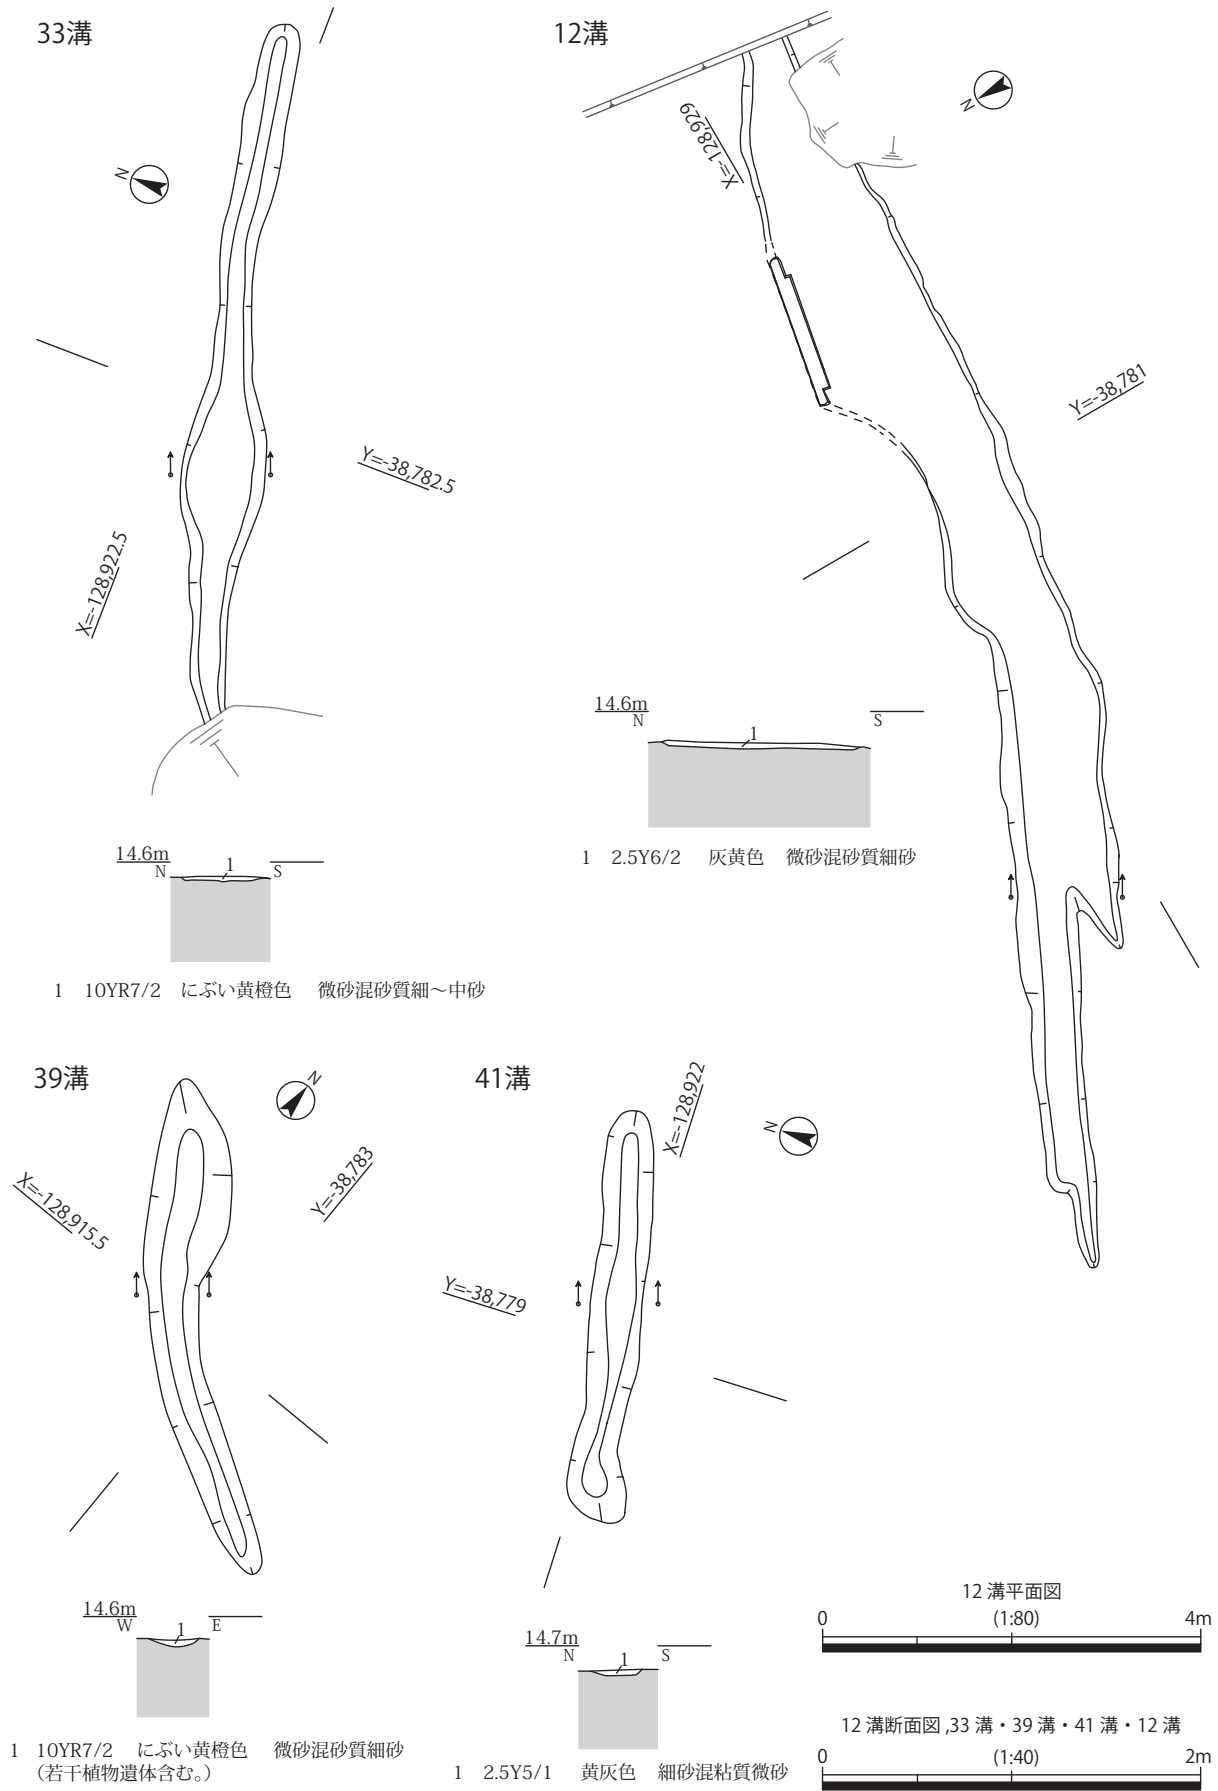 33溝
N
Y=-38,782.5
X=-128,922.5
14.6m
N
1
S
1 10YR7/2 にぶい黄橙色 微砂混砂質細～中砂
12溝
N
X=-128,929
Y=-38,781
14.6m
N
1
S
1 2.5Y6/2 灰黄色 微砂混砂質細砂
39溝
N
X=-128,915.5
Y=-38,783
14.6m
W
1
E
1 10YR7/2 にぶい黄橙色 微砂混砂質細砂
(若干植物遺体含む。)
41溝
X=-128,922
N
Y=-38,779
14.7m
N
1
S
1 2.5Y5/1 黄灰色 細砂混粘質微砂
12 溝平面図
0 (1:80) 4m
12 溝断面図 ,33 溝・39 溝・41 溝・12 溝
0 (1:40) 2m